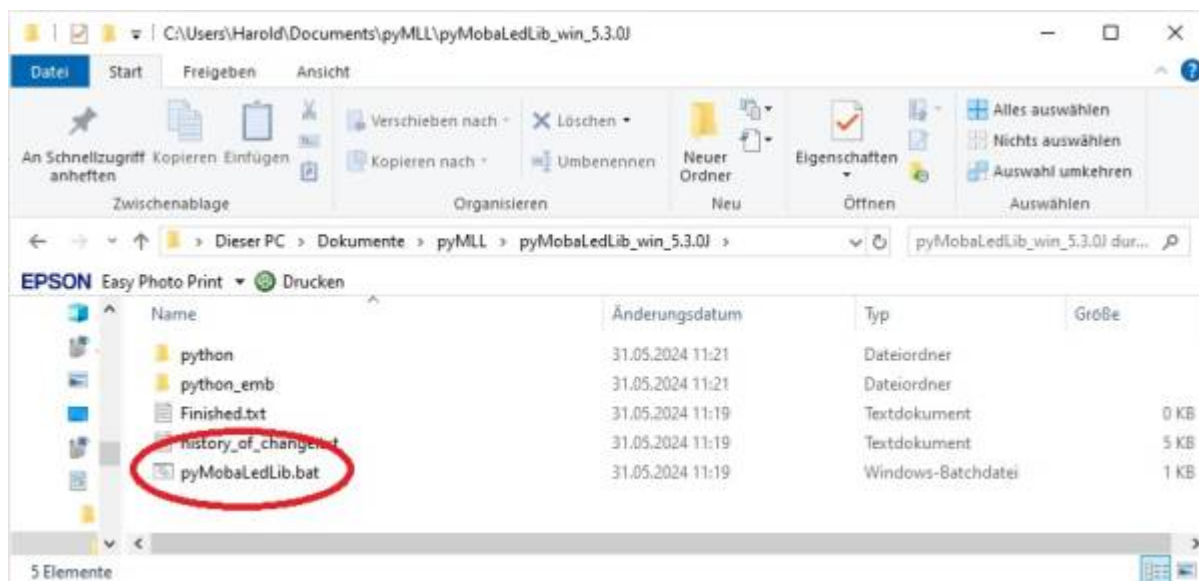 C:\Users\Harold\Documents\pyMLL\pyMobaLedLib_win_5.3.0J
Datei Start Freigeben Ansicht
An Schnellzugriff anheften
Kopieren
Einfügen
Verschieben nach
Kopieren nach
Löschen
Umbenennen
Neuer Ordner
Eigenschaften
Alles auswählen
Nichts auswählen
Auswahl umkehren
Zwischenablage Organisieren Neu Öffnen Auswählen
Dieser PC > Dokumente > pyMLL > pyMobaLedLib_win_5.3.0J >
pyMobaLedLib_win_5.3.0J dur...
EPSON Easy Photo Print Drucken
Name Änderungsdatum Typ Größe
python 31.05.2024 11:21 Dateiordner
python_emb 31.05.2024 11:21 Dateiordner
Finished.txt 31.05.2024 11:19 Textdokument 0 KB
31.05.2024 11:19 Textdokument 5 KB
pyMobaLedLib.bat 31.05.2024 11:19 Windows-Batchdatei 1 KB
5 Elemente